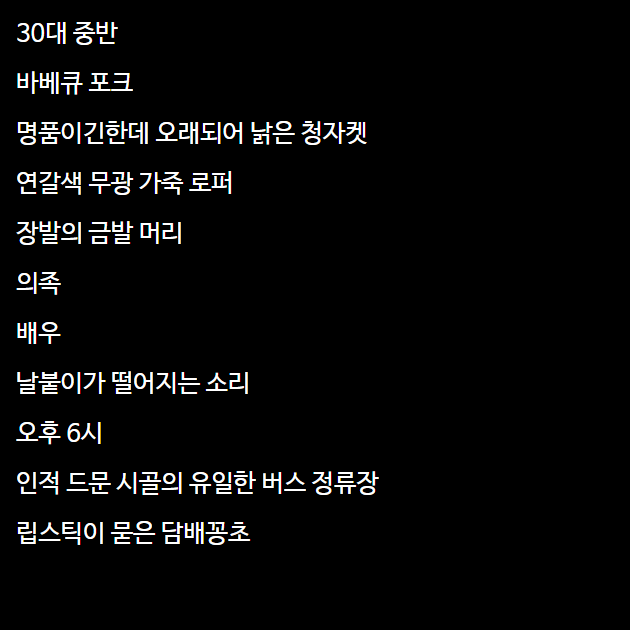 30대 중반
바베큐 포크
명품이긴한데 오래되어 낡은 청자켓
연갈색 무광 가죽 로퍼
장발의 금발 머리
의족
배우
날붙이가 떨어지는 소리
오후 6시
인적 드문 시골의 유일한 버스 정류장
립스틱이 묻은 담배꽁초